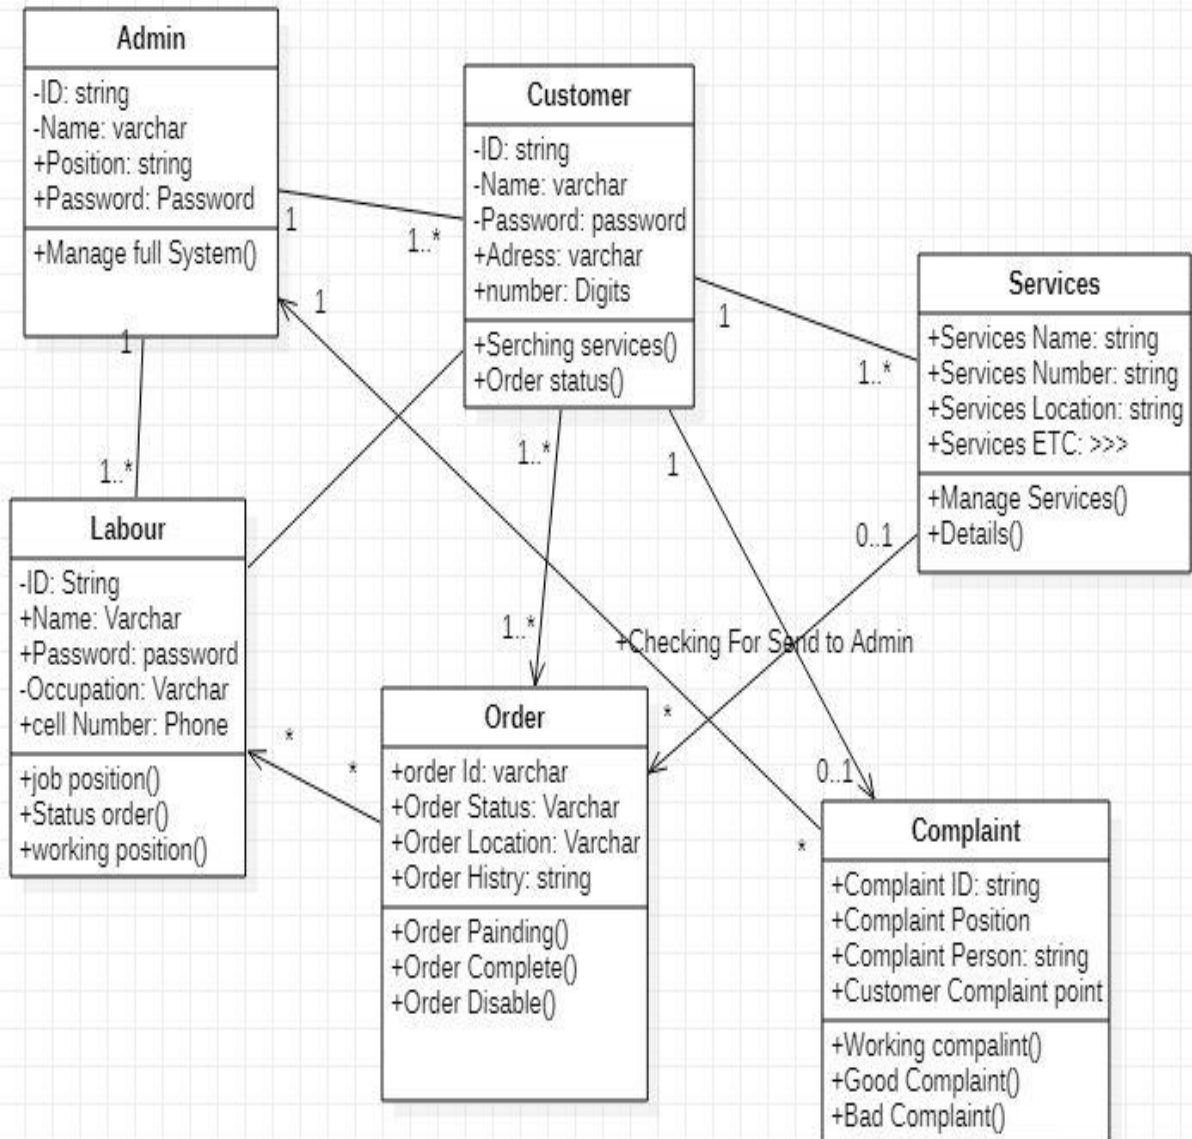 Admin
-ID: string
-Name: varchar
+Position: string
+Password: Password
+Manage full System()
1
1..*
1
1
1..*
Customer
-ID: string
-Name: varchar
-Password: password
+Adress: varchar
+number: Digits
+Serching services()
+Order status()
1
1..*
1..*
1
1..*
Services
+Services Name: string
+Services Number: string
+Services Location: string
+Services ETC: >>>
+Manage Services()
+Details()
0..1
*
+Checking For Send to Admin
Labour
-ID: String
+Name: Varchar
+Password: password
-Occupation: Varchar
+cell Number: Phone
+job position()
+Status order()
+working position()
*
*
Order
+order Id: varchar
+Order Status: Varchar
+Order Location: Varchar
+Order Histry: string
+Order Painding()
+Order Complete()
+Order Disable()
0..1
*
Complaint
+Complaint ID: string
+Complaint Position
+Complaint Person: string
+Customer Complaint point
+Working compalint()
+Good Complaint()
+Bad Complaint()